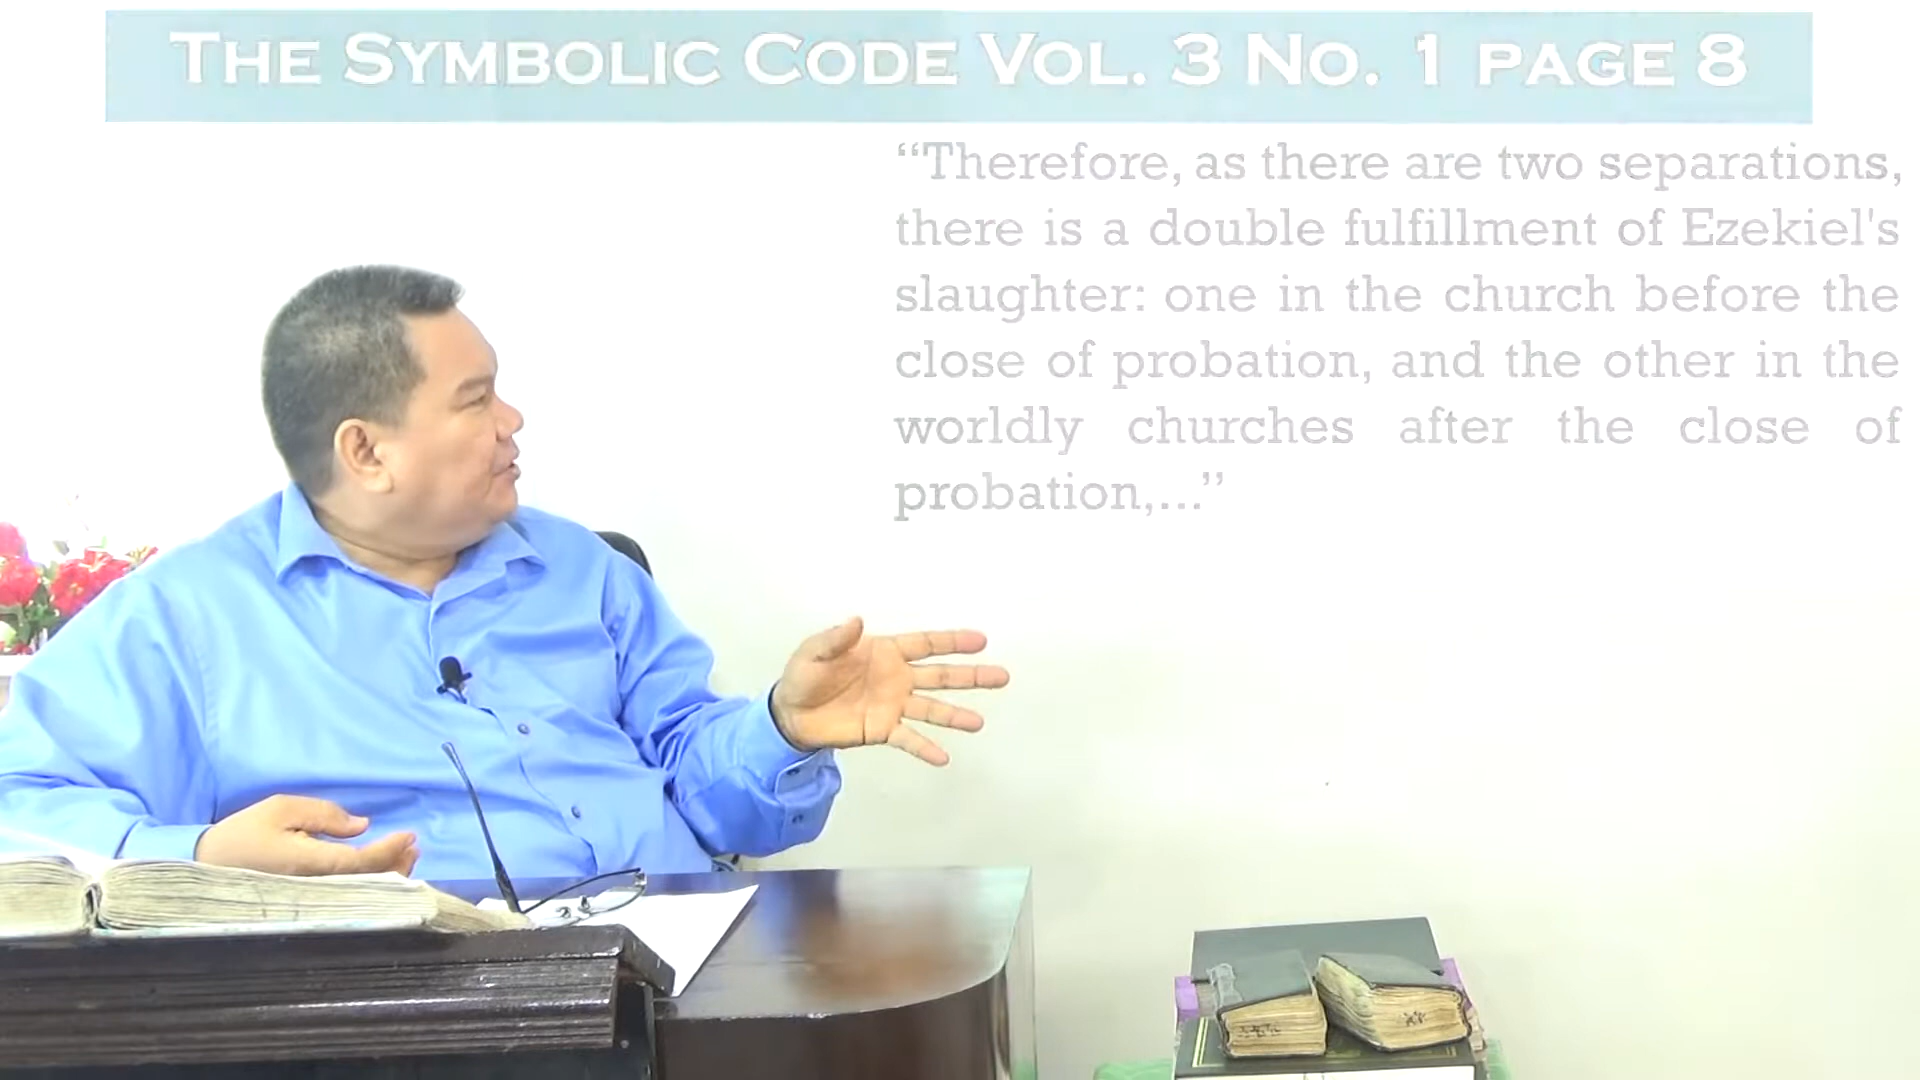 THE SYMBOLIC CODE VOL. 3 NO. 1 PAGE 8
“Therefore, as there are two separations,
there is a double fulfillment of Ezekiel's
slaughter: one in the church before the
close of probation, and the other in the
worldly churches after the close of
probation,...”